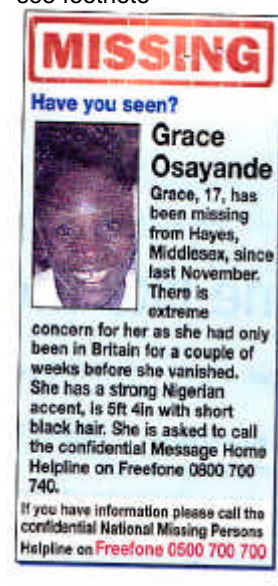 see footnote
MISSING
Have you seen?
Grace
Osayande
Grace, 17, has
been missing
from Hayes,
Middlesex, since
last November.
There is
extreme
concern for her as she had only
been in Britain for a couple of
weeks before she vanished.
She has a strong Nigerian
accent, is 5ft 4in with short
black hair. She is asked to call
the confidential Message Home
Helpline on Freefone 0800 700
740.
If you have information please call the
confidential National Missing Persons
Helpline on Freefone 0500 700 700